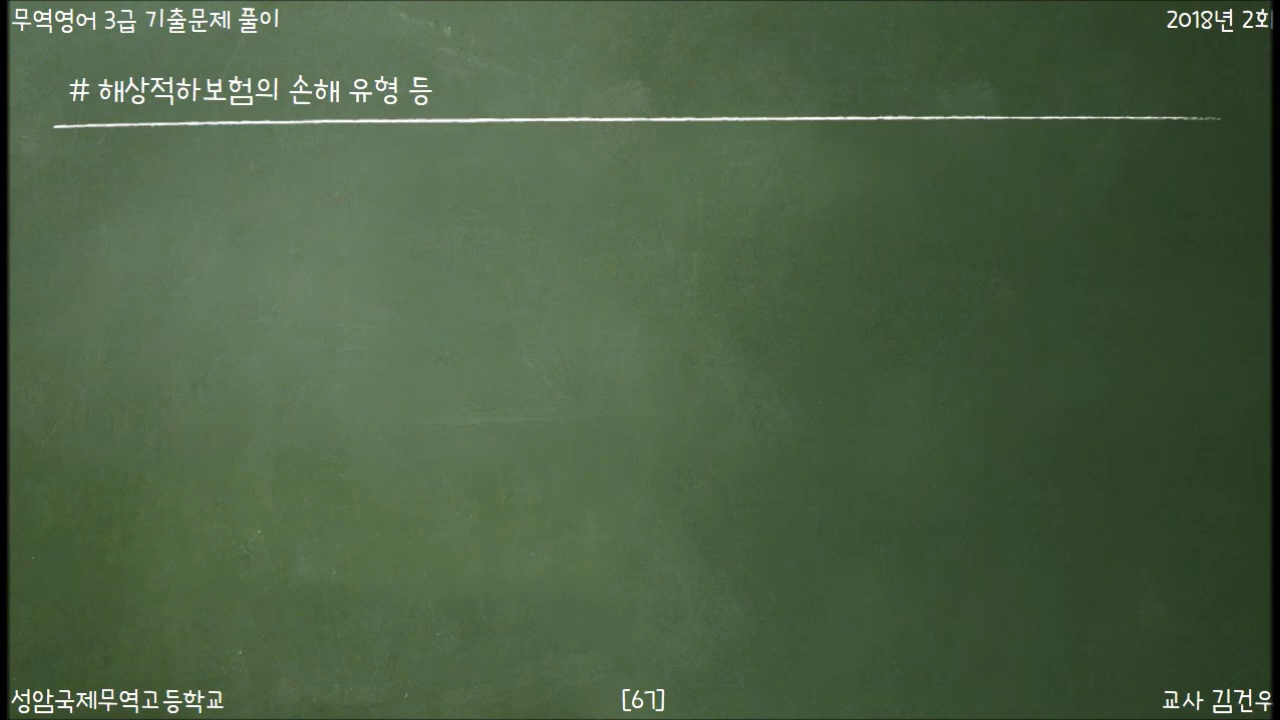 무역영어 3급 기출문제 풀이
2018년 2회
# 해상적하보험의 손해 유형 등
성암국제무역고등학교
[67]
교사 김건우